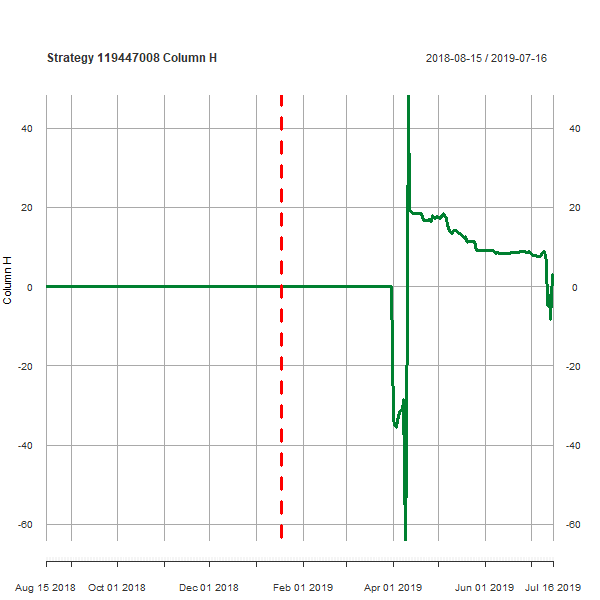 Strategy 119447008 Column H
2018-08-15 / 2019-07-16
40
40
20
20
0
0
-20
-20
-40
-40
-60
-60
Column H
Aug 15 2018
Oct 01 2018
Dec 01 2018
Feb 01 2019
Apr 01 2019
Jun 01 2019
Jul 16 2019